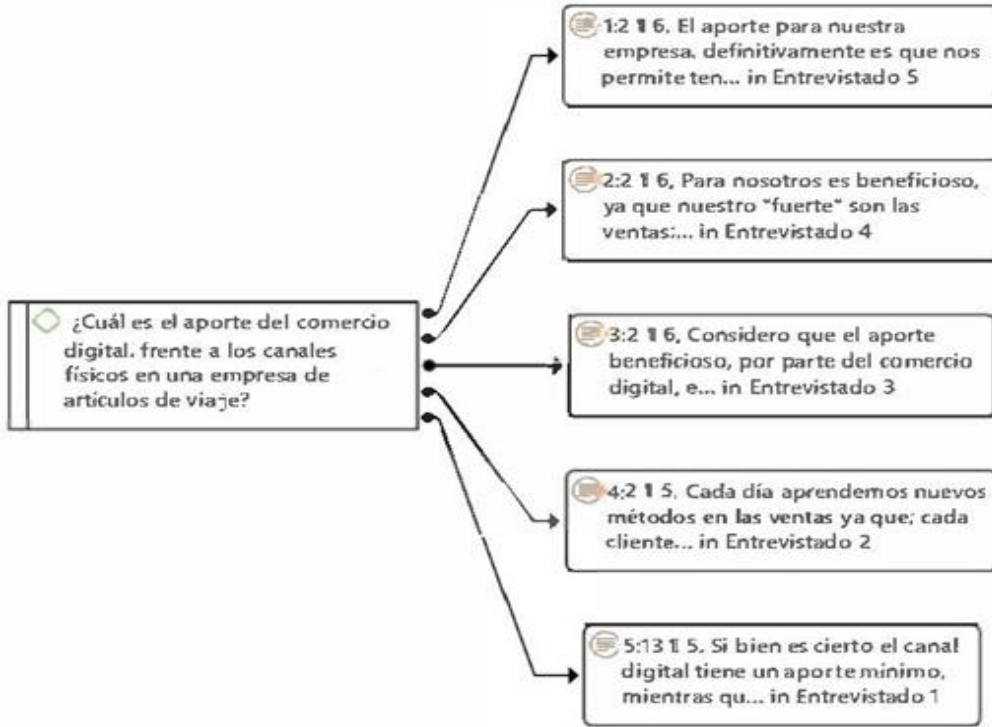 ¿Cuál es el aporte del comercio
digital. frente a los canales
físicos en una empresa de
artículos de viaje?
1:2 ¶ 6, El aporte para nuestra
empresa, definitivamente es que nos
permite ten... in Entrevistado 5
2:2 ¶ 6, Para nosotros es beneficioso,
ya que nuestro "fuerte" son las
ventas;... in Entrevistado 4
3:2 ¶ 6, Considero que el aporte
beneficioso, por parte del comercio
digital, e... in Entrevistado 3
4:2 ¶ 5, Cada día aprendemos nuevos
métodos en las ventas ya que; cada
cliente... in Entrevistado 2
5:13 ¶ 5, Si bien es cierto el canal
digital tiene un aporte mínimo,
mientras qu... in Entrevistado 1